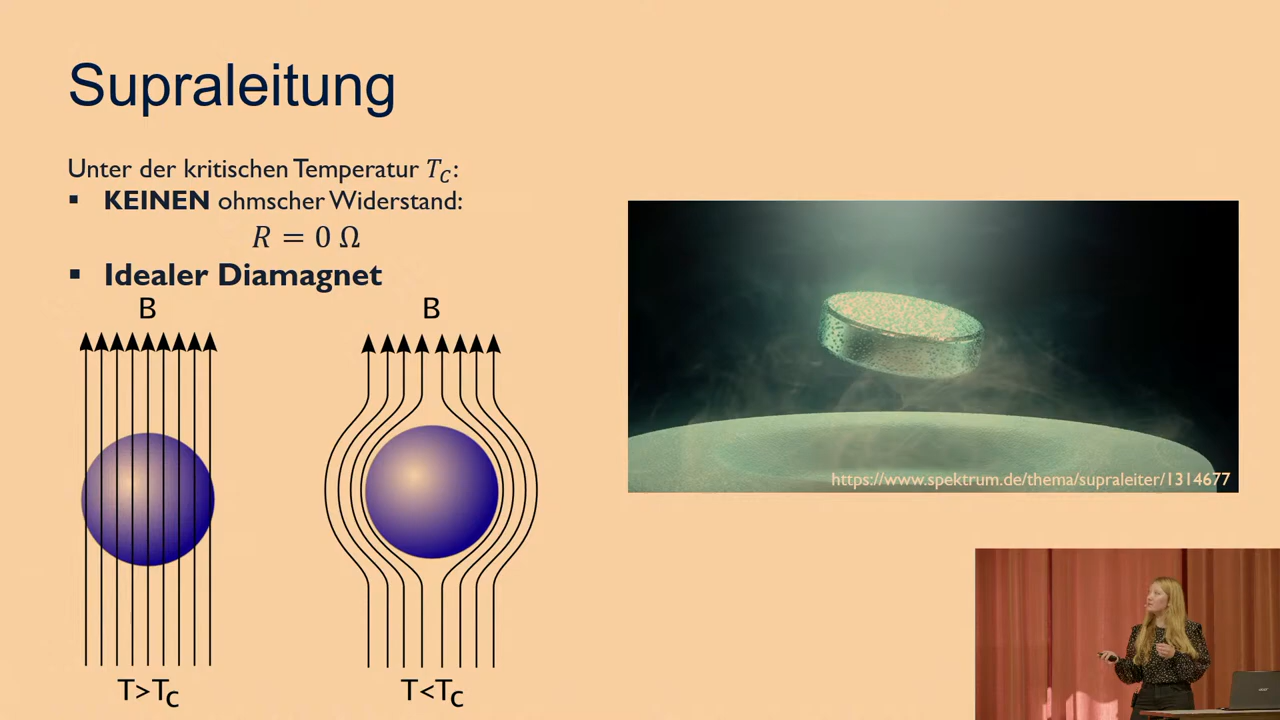 Supraleitung
Unter der kritischen Temperatur T_C:
▪ KEINEN ohmscher Widerstand:
R = 0 Ω
▪ Idealer Diamagnet
B
B
T>T_C
T<T_C
https://www.spektrum.de/thema/supraleiter/1314677